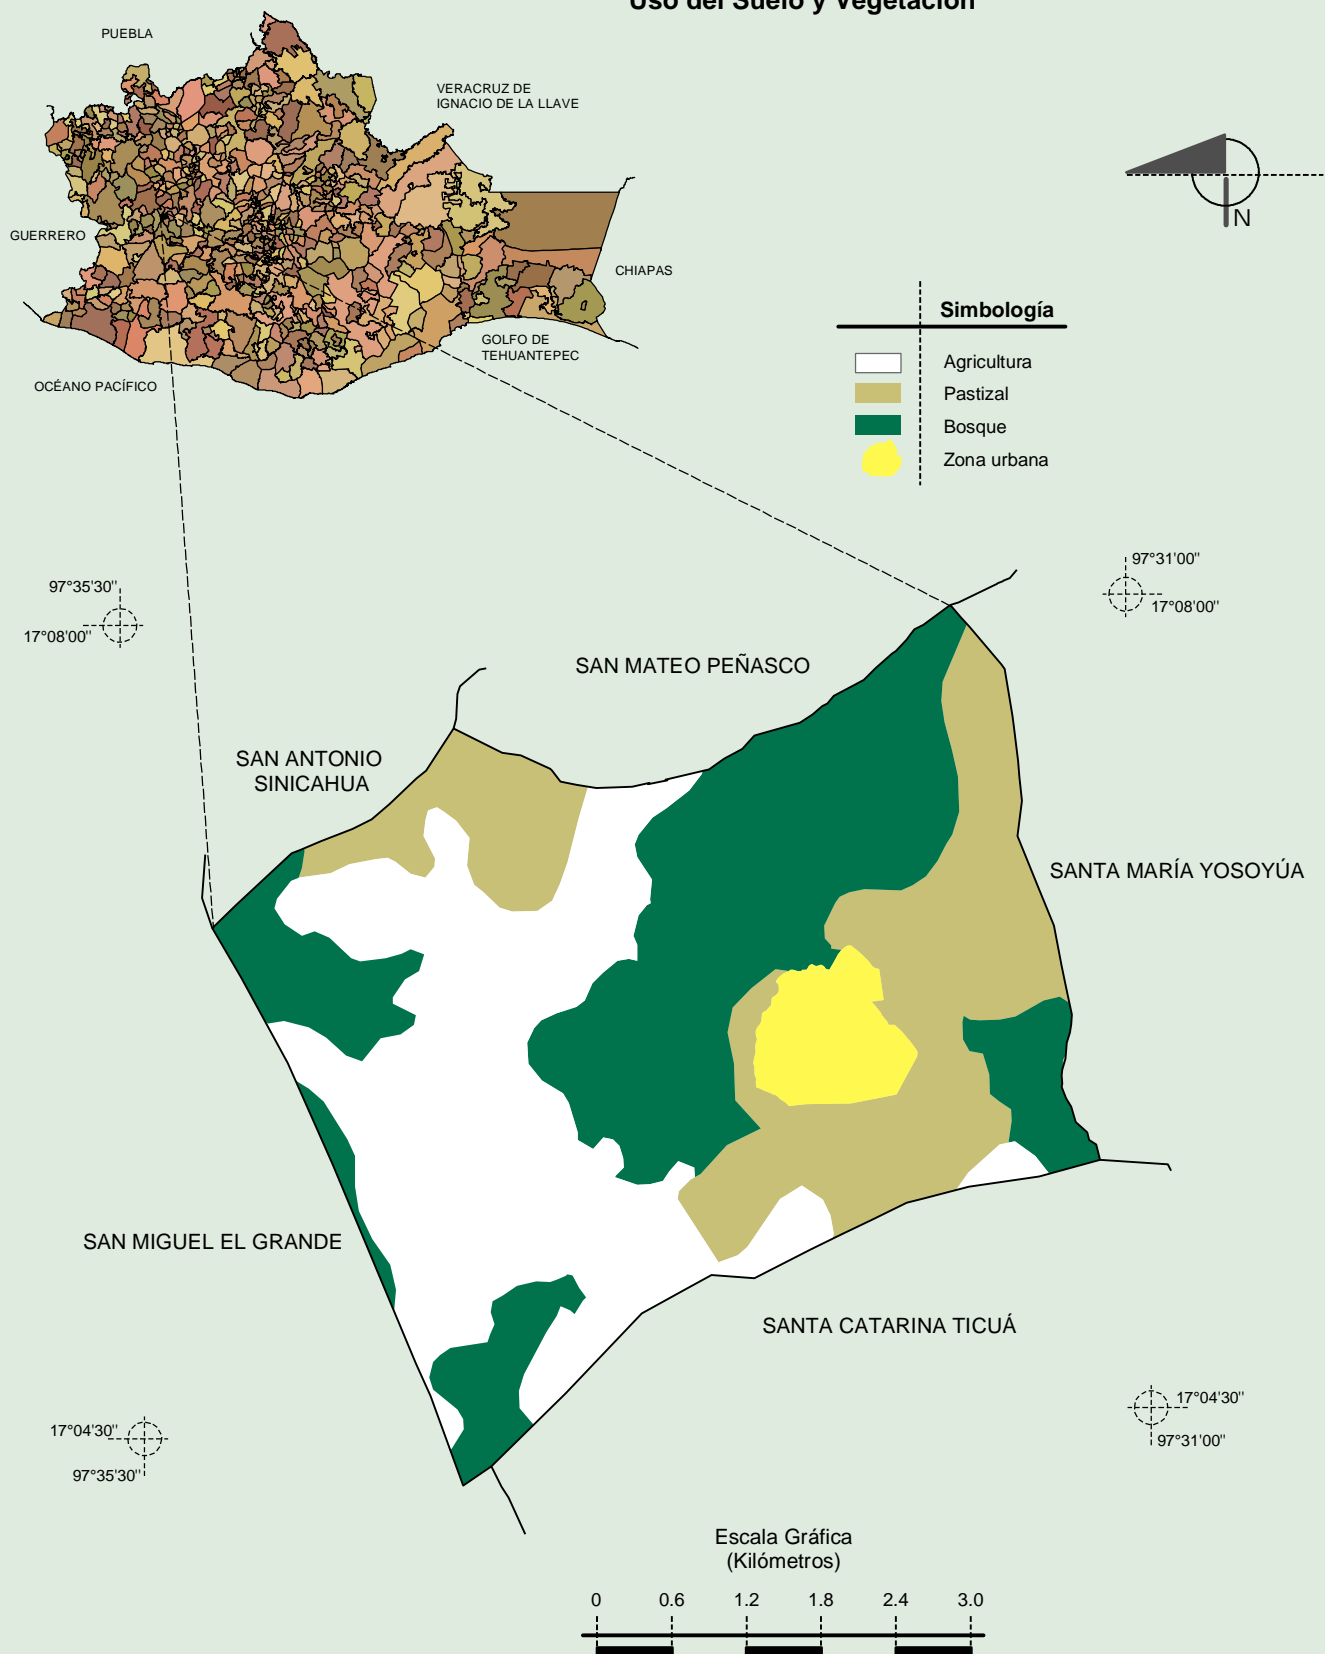 Uso del Suelo y Vegetación
PUEBLA
VERACRUZ DE
IGNACIO DE LA LLAVE
GUERRERO
CHIAPAS
GOLFO DE
TEHUANTEPEC
OCÉANO PACÍFICO
N
Simbología
Agricultura
Pastizal
Bosque
Zona urbana
97°35'30"
17°08'00"
97°31'00"
17°08'00"
SAN MATEO PEÑASCO
SAN ANTONIO
SINICAHUA
SANTA MARÍA YOSOYÚA
SAN MIGUEL EL GRANDE
SANTA CATARINA TICUÁ
17°04'30"
97°35'30"
17°04'30"
97°31'00"
Escala Gráfica
(Kilómetros)
0 0.6 1.2 1.8 2.4 3.0